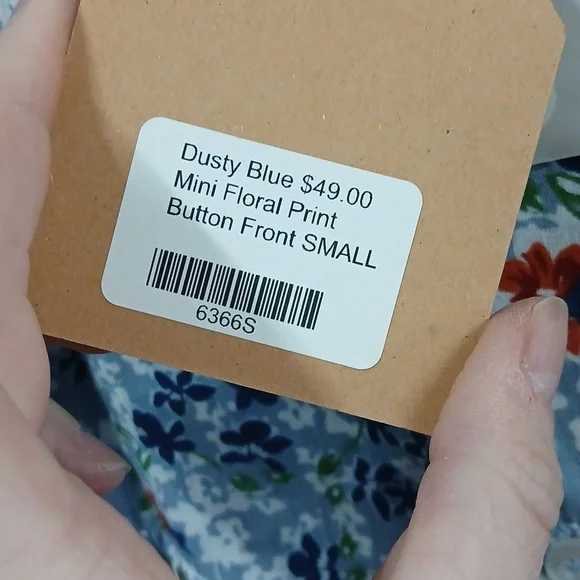 Dusty Blue $49.00
Mini Floral Print
Button Front SMALL
6366S